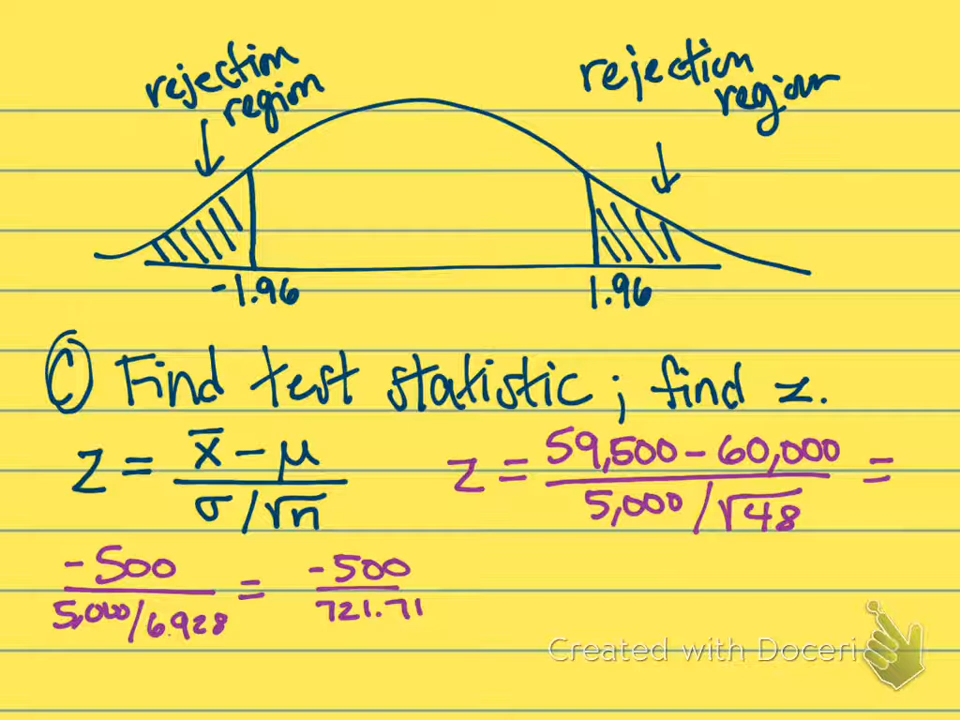 rejection region
rejection region
-1.96 1.96
(C) Find test statistic; find z.
z = x̄ - μ / σ/√n z = 59,500 - 60,000 / 5,000/√48 =
-500 / 5,000/6.928 = -500 / 721.71
Created with Doceri